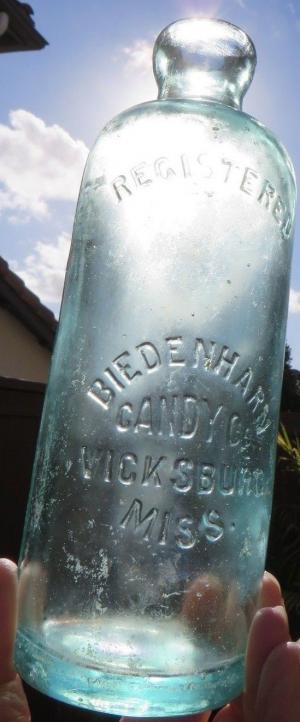 REGISTERED
BIEDENHARN
CANDY CO
VICKSBURG
MISS.